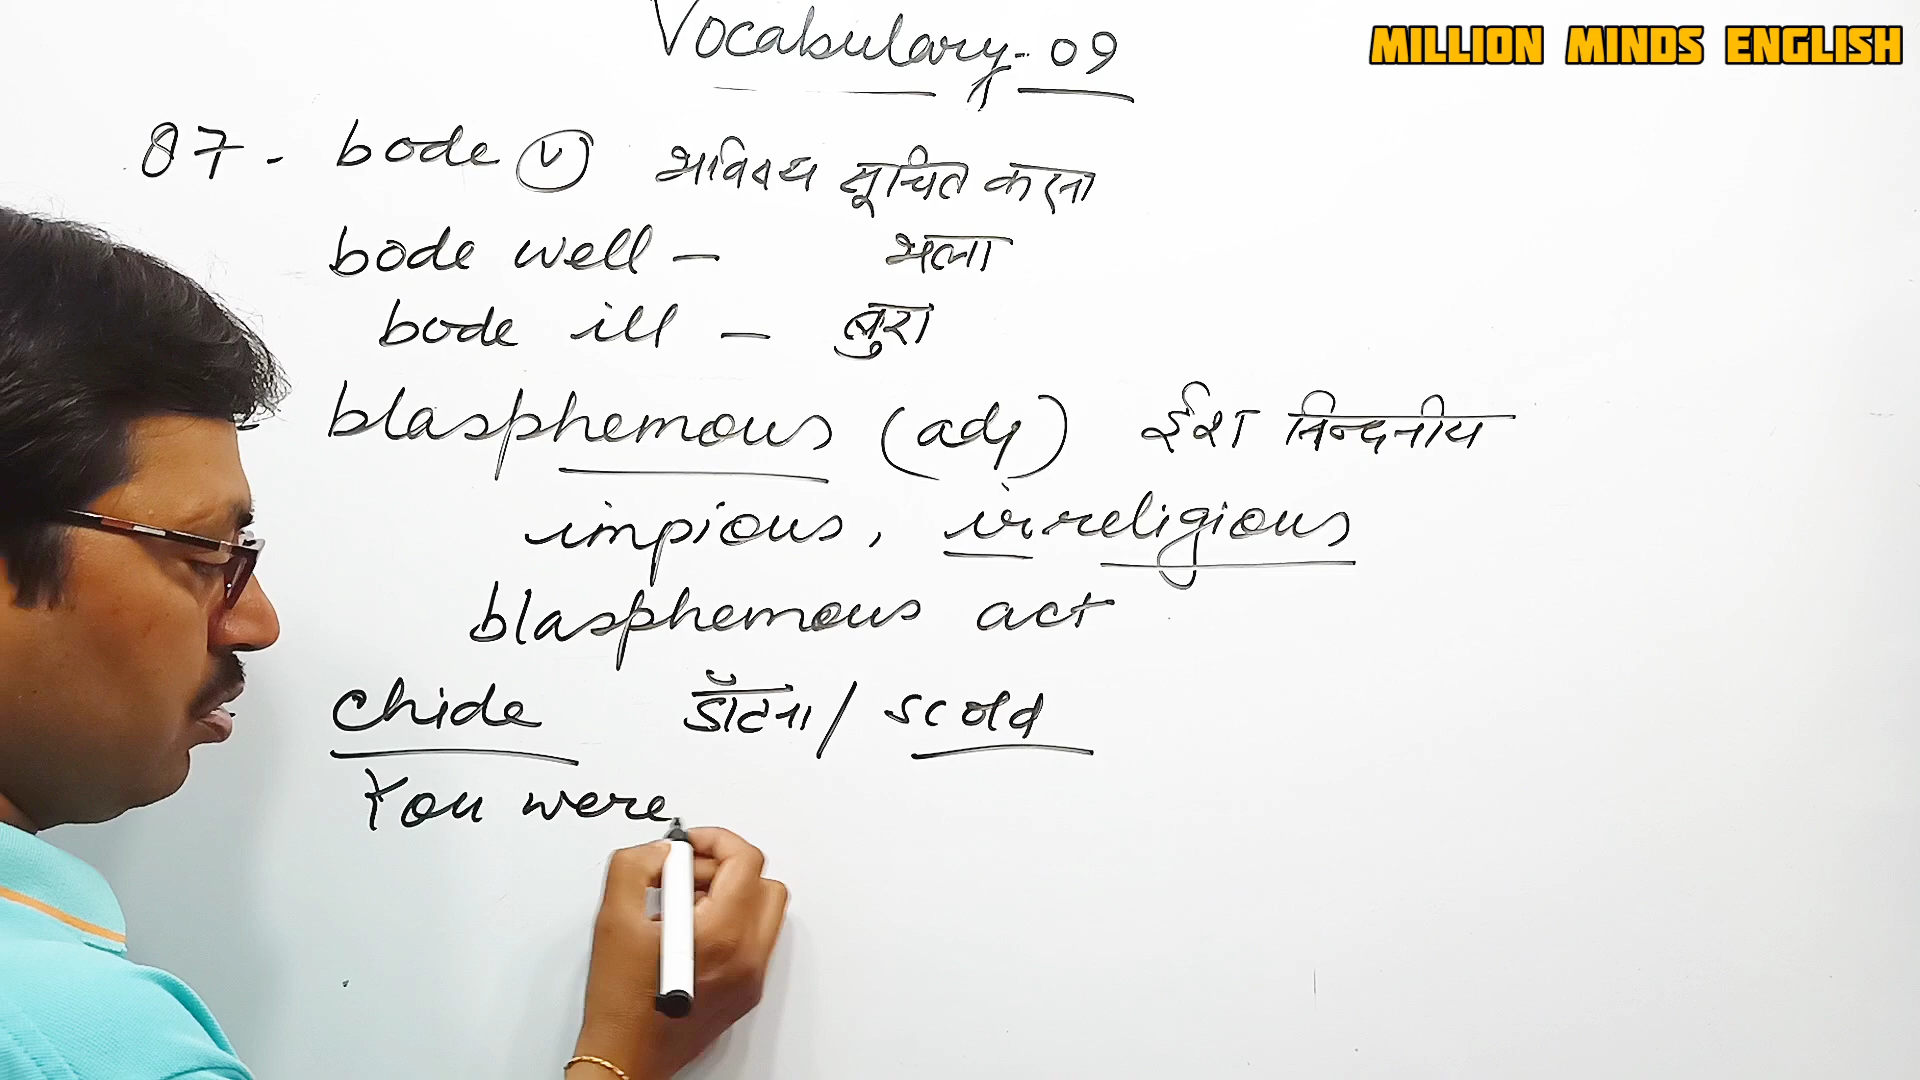 Vocabulary-09
MILLION MINDS ENGLISH
87- bode (v) भविष्य सूचित करना
bode well — भला
bode ill — बुरा
blasphemous (adj) ईश निन्दनीय
impious, irreligious
blasphemous act
chide डाँटना / scold
You were